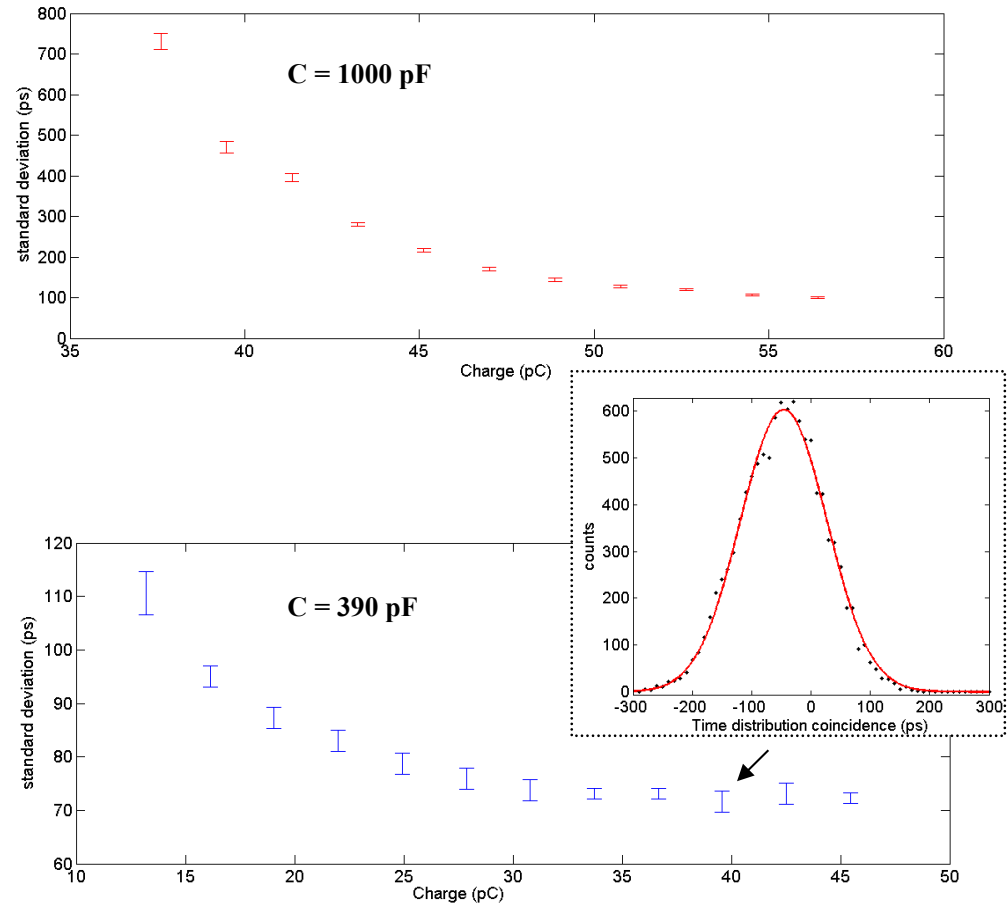 800
700
600
500
400
300
200
100
0
standard deviation (ps)
C = 1000 pF
35 40 45 50 55 60
Charge (pC)
600
500
400
300
200
100
0
counts
-300 -200 -100 0 100 200 300
Time distribution coincidence (ps)
120
110
100
90
80
70
60
standard deviation (ps)
C = 390 pF
10 15 20 25 30 35 40 45 50
Charge (pC)